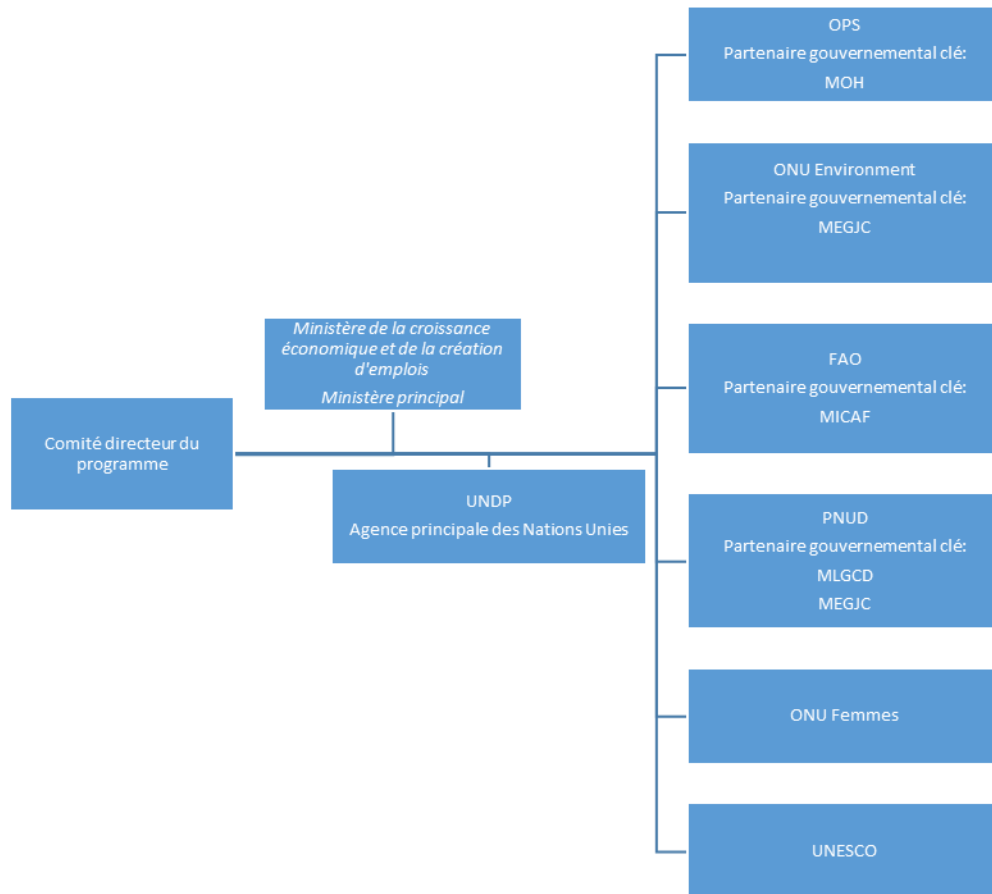 Comité directeur du
programme
Ministère de la croissance
économique et de la création
d'emplois
Ministère principal
UNDP
Agence principale des Nations Unies
OPS
Partenaire gouvernemental clé:
MOH
ONU Environment
Partenaire gouvernemental clé:
MEGJC
FAO
Partenaire gouvernemental clé:
MICAF
PNUD
Partenaire gouvernemental clé:
MLGCD
MEGJC
ONU Femmes
UNESCO